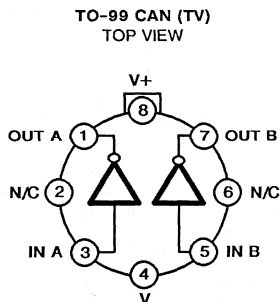 TO-99 CAN (TV)
TOP VIEW
V+
8
OUT A 1 7 OUT B
N/C 2 6 N/C
IN A 3 5 IN B
4
V